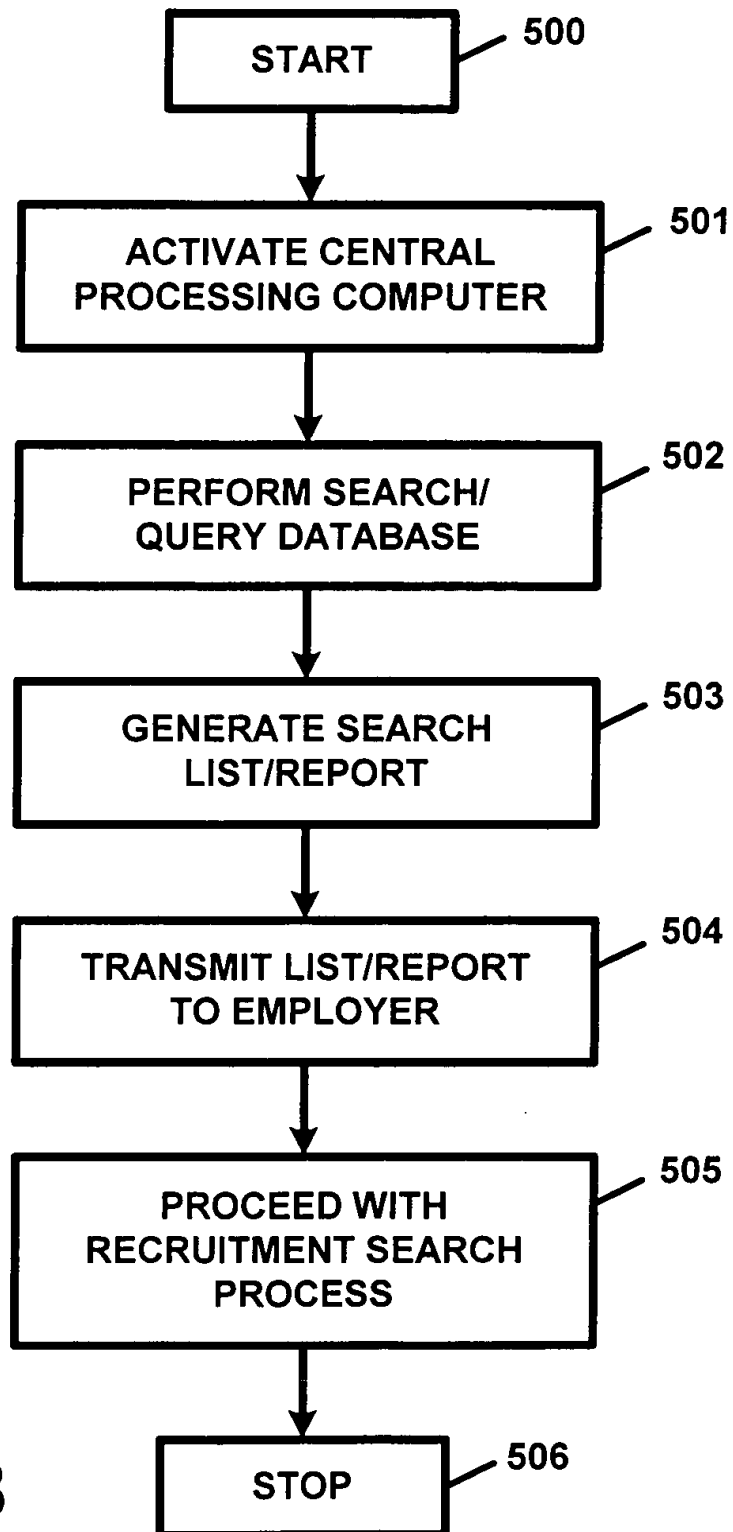 START
500
ACTIVATE CENTRAL
PROCESSING COMPUTER
501
PERFORM SEARCH/
QUERY DATABASE
502
GENERATE SEARCH
LIST/REPORT
503
TRANSMIT LIST/REPORT
TO EMPLOYER
504
PROCEED WITH
RECRUITMENT SEARCH
PROCESS
505
STOP
506